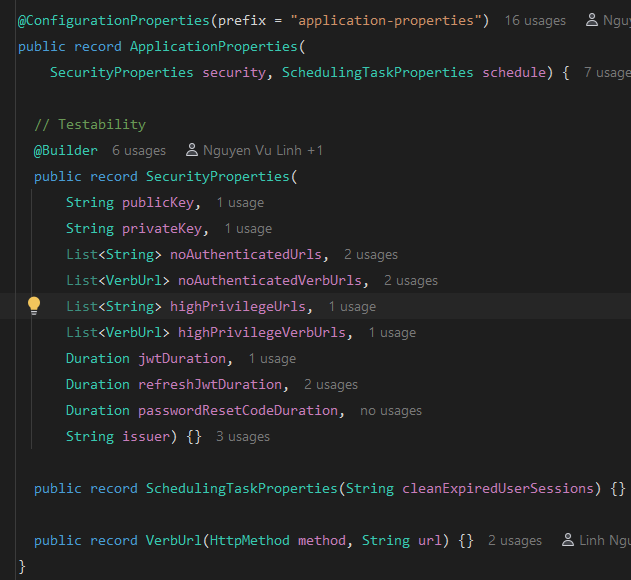 @ConfigurationProperties(prefix = "application-properties") 16 usages
public record ApplicationProperties(
SecurityProperties security, SchedulingTaskProperties schedule) { 7
// Testability
@Builder 6 usages Nguyen Vu Linh +1
public record SecurityProperties(
String publicKey, 1 usage
String privateKey, 1 usage
List<String> noAuthenticatedUrls, 2 usages
List<VerbUrl> noAuthenticatedVerbUrls, 2 usages
List<String> highPrivilegeUrls, 1 usage
List<VerbUrl> highPrivilegeVerbUrls, 1 usage
Duration jwtDuration, 1 usage
Duration refreshJwtDuration, 2 usages
Duration passwordResetCodeDuration, no usages
String issuer) {} 3 usages
public record SchedulingTaskProperties(String cleanExpiredUserSessions) {}
public record VerbUrl(HttpMethod method, String url) {} 2 usages Linh
}